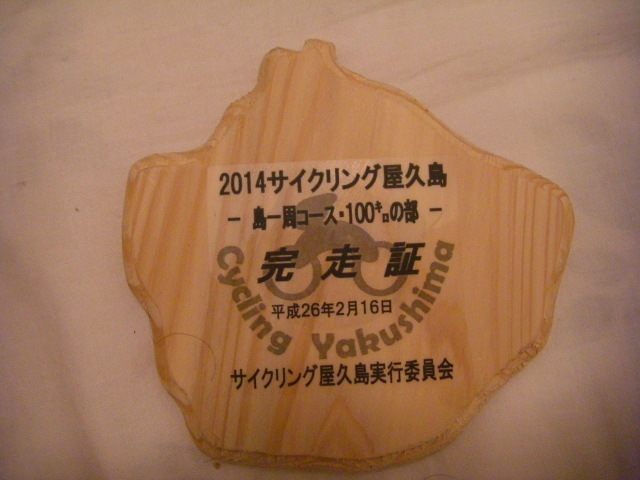 2014サイクリング屋久島
－ 島一周コース・100㌔の部 －
完走証
平成26年2月16日
Cycling Yakushima
サイクリング屋久島実行委員会